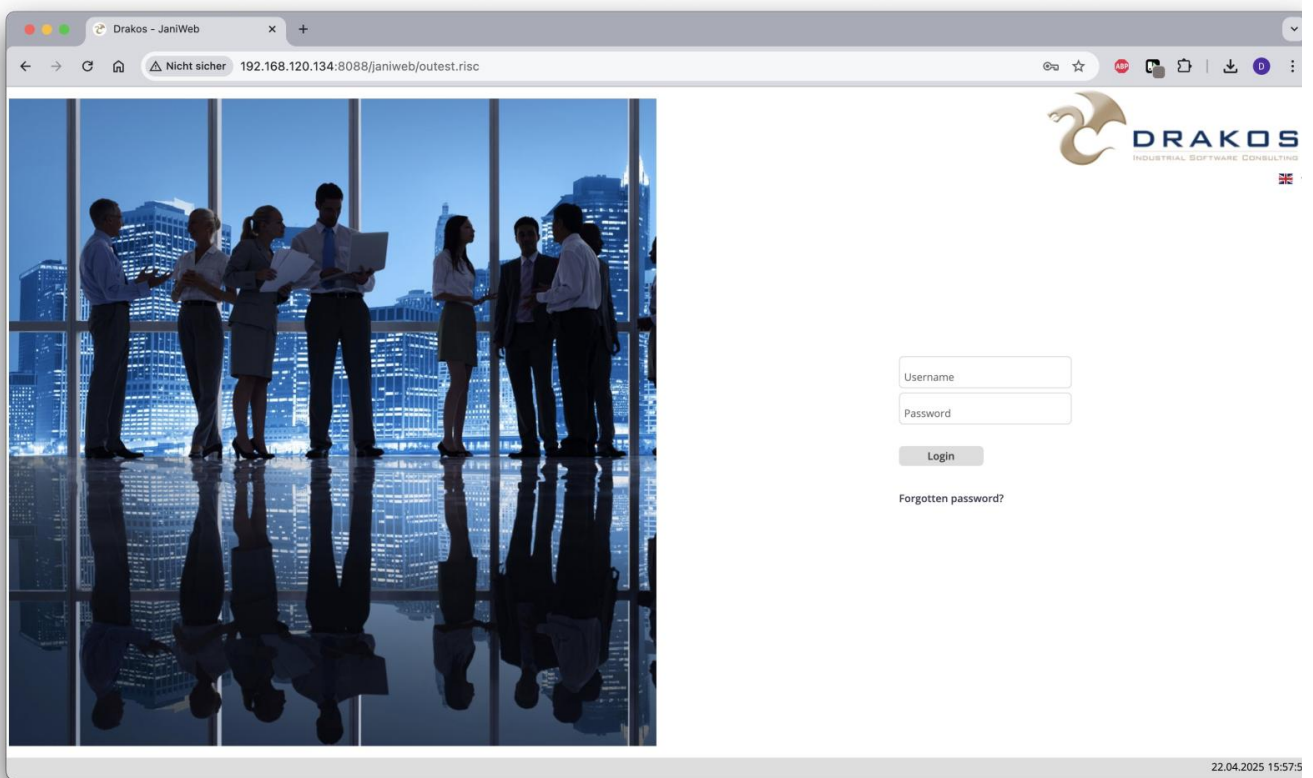 Drakos - JaniWeb
Nicht sicher 192.168.120.134:8088/janiweb/outest.risc
ABP
D
DRAKOS
INDUSTRIAL SOFTWARE CONSULTING
Username
Password
Login
Forgotten password?
22.04.2025 15:57:5